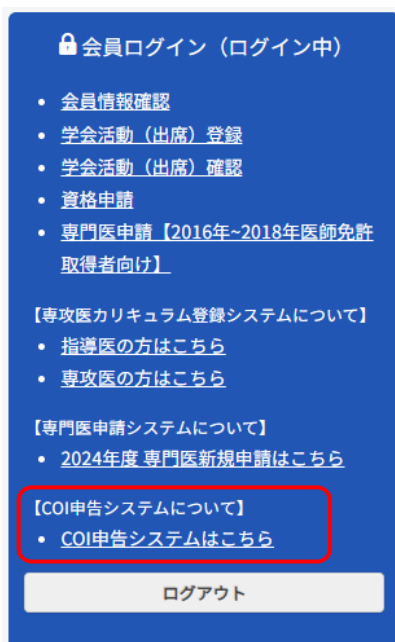 会員ログイン（ログイン中）
• 会員情報確認
• 学会活動（出席）登録
• 学会活動（出席）確認
• 資格申請
• 専門医申請【2016年~2018年医師免許
取得者向け】
【専攻医カリキュラム登録システムについて】
• 指導医の方はこちら
• 専攻医の方はこちら
【専門医申請システムについて】
• 2024年度 専門医新規申請はこちら
【COI申告システムについて】
• COI申告システムはこちら
ログアウト